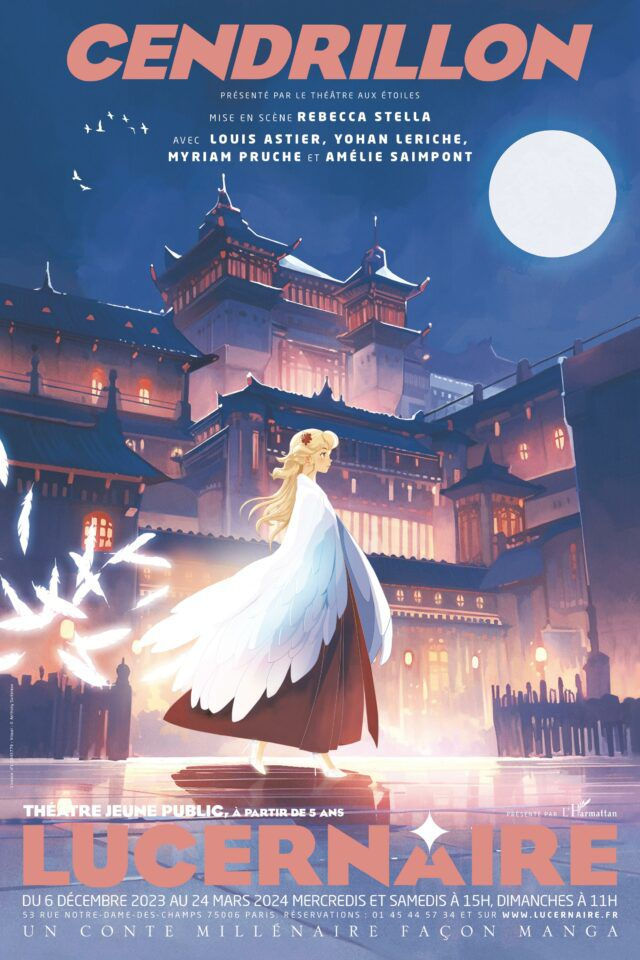 CENDRILLON
PRÉSENTÉ PAR LE THÉÂTRE AUX ÉTOILES
MISE EN SCÈNE REBECCA STELLA
AVEC LOUIS ASTIER, YOHAN LERICHE,
MYRIAM PRUCHE ET AMÉLIE SAIMPONT
THÉÂTRE JEUNE PUBLIC, À PARTIR DE 5 ANS
PRÉSENTÉ PAR L'Harmattan
LUCERNAIRE
DU 6 DÉCEMBRE 2023 AU 24 MARS 2024 MERCREDIS ET SAMEDIS À 15H, DIMANCHES À 11H
53 RUE NOTRE-DAME-DES-CHAMPS 75006 PARIS. RÉSERVATIONS : 01 45 44 57 34 ET SUR WWW.LUCERNAIRE.FR
UN CONTE MILLÉNAIRE FAÇON MANGA